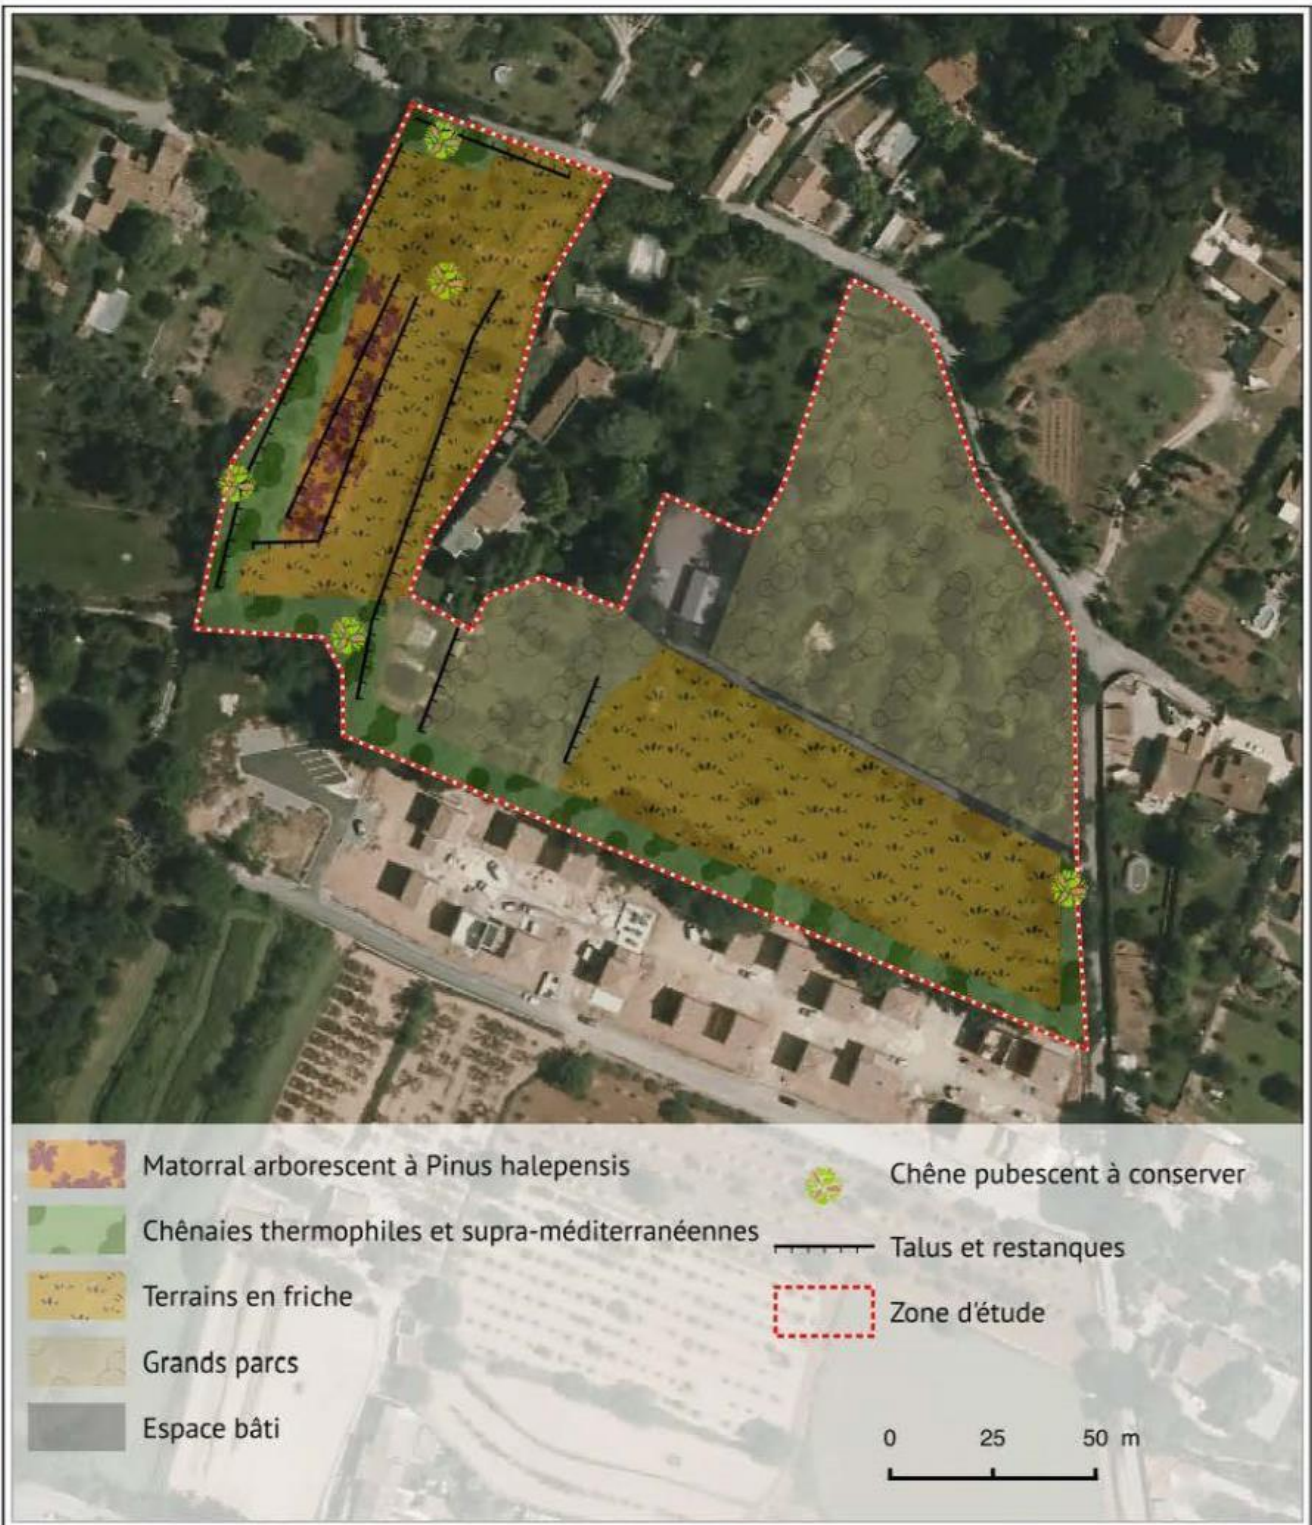 Matorral arborescent à Pinus halepensis
Chênaies thermophiles et supra-méditerranéennes
Terrains en friche
Grands parcs
Espace bâti
Chêne pubescent à conserver
Talus et restanques
Zone d'étude
0 25 50 m